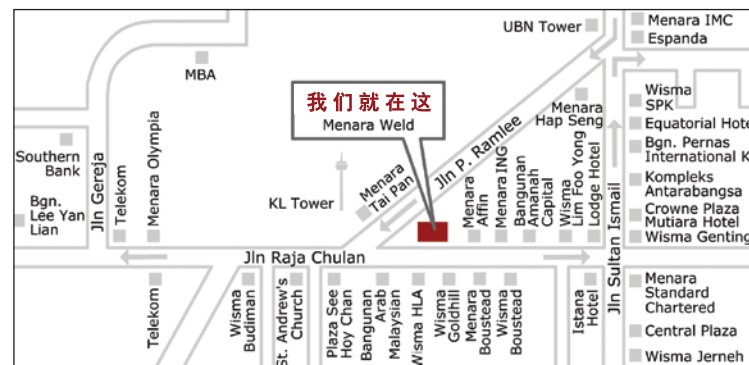 UBN Tower
Menara IMC
Espanda
MBA
我们就在这
Menara Weld
Wisma
SPK
Menara
Hap Seng
Equatorial Hote
Bgn. Pernas
International K
Southern
Bank
Jln Gereja
Telekom
Menara Olympia
KL Tower
Menara
Tai Pan
Jln P. Ramlee
Menara
Affin
Menara ING
Bangunan
Amanah
Capital
Wisma
Lim Foo Yong
Lodge Hotel
Jln Sultan Ismail
Kompleks
Antarabangsa
Crowne Plaza
Mutiara Hotel
Wisma Genting
Bgn.
Lee Yan
Lian
Jln Raja Chulan
Telekom
Wisma
Budiman
St. Andrew's
Church
Plaza See
Hoy Chan
Bangunan
Arab
Malaysian
Wisma HLA
Wisma
Goldhill
Menara
Boustead
Wisma
Boustead
Istana
Hotel
Menara
Standard
Chartered
Central Plaza
Wisma Jerneh